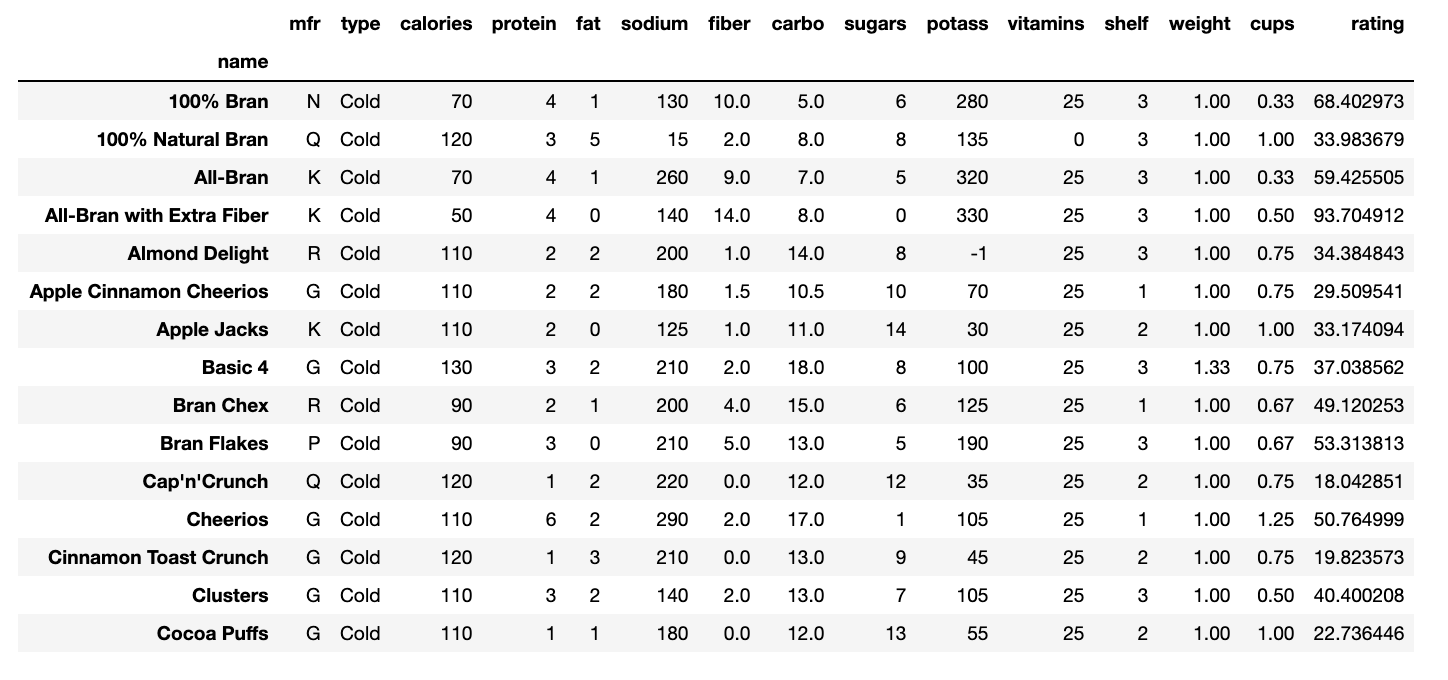 mfr type calories protein fat sodium fiber carbo sugars potass vitamins shelf weight cups rating
name
100% Bran N Cold 70 4 1 130 10.0 5.0 6 280 25 3 1.00 0.33 68.402973
100% Natural Bran Q Cold 120 3 5 15 2.0 8.0 8 135 0 3 1.00 1.00 33.983679
All-Bran K Cold 70 4 1 260 9.0 7.0 5 320 25 3 1.00 0.33 59.425505
All-Bran with Extra Fiber K Cold 50 4 0 140 14.0 8.0 0 330 25 3 1.00 0.50 93.704912
Almond Delight R Cold 110 2 2 200 1.0 14.0 8 -1 25 3 1.00 0.75 34.384843
Apple Cinnamon Cheerios G Cold 110 2 2 180 1.5 10.5 10 70 25 1 1.00 0.75 29.509541
Apple Jacks K Cold 110 2 0 125 1.0 11.0 14 30 25 2 1.00 1.00 33.174094
Basic 4 G Cold 130 3 2 210 2.0 18.0 8 100 25 3 1.33 0.75 37.038562
Bran Chex R Cold 90 2 1 200 4.0 15.0 6 125 25 1 1.00 0.67 49.120253
Bran Flakes P Cold 90 3 0 210 5.0 13.0 5 190 25 3 1.00 0.67 53.313813
Cap'n'Crunch Q Cold 120 1 2 220 0.0 12.0 12 35 25 2 1.00 0.75 18.042851
Cheerios G Cold 110 6 2 290 2.0 17.0 1 105 25 1 1.00 1.25 50.764999
Cinnamon Toast Crunch G Cold 120 1 3 210 0.0 13.0 9 45 25 2 1.00 0.75 19.823573
Clusters G Cold 110 3 2 140 2.0 13.0 7 105 25 3 1.00 0.50 40.400208
Cocoa Puffs G Cold 110 1 1 180 0.0 12.0 13 55 25 2 1.00 1.00 22.736446